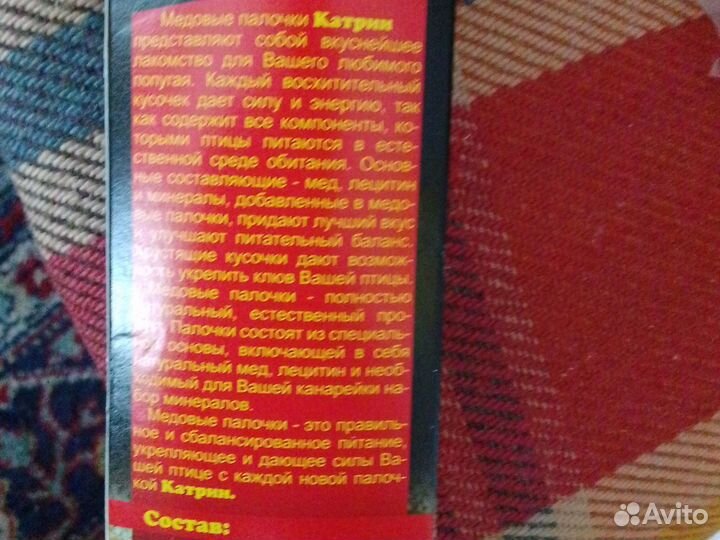 Медовые палочки Катрин
представляют собой вкуснейшее
лакомство для Вашего любимого
попугая. Каждый восхитительный
кусочек дает силу и энергию, так
как содержит все компоненты, ко-
торыми птицы питаются в есте-
ственной среде обитания. Основ-
ные составляющие - мед, лецитин
и минералы, добавленные в медо-
вые палочки, придают лучший вкус
и улучшают питательный баланс.
Хрустящие кусочки дают возмож-
ность укрепить клюв Вашей птицы.
Медовые палочки - полностью
натуральный, естественный про-
Палочки состоят из специаль-
основы, включающей в себя
натуральный мед, лецитин и необ-
ходимый для Вашей канарейки на-
бор минералов.
Медовые палочки - это правиль-
ное и сбалансированное питание,
укрепляющее и дающее силы Ва-
шей птице с каждой новой палоч-
кой Катрин.
Состав:
Avito